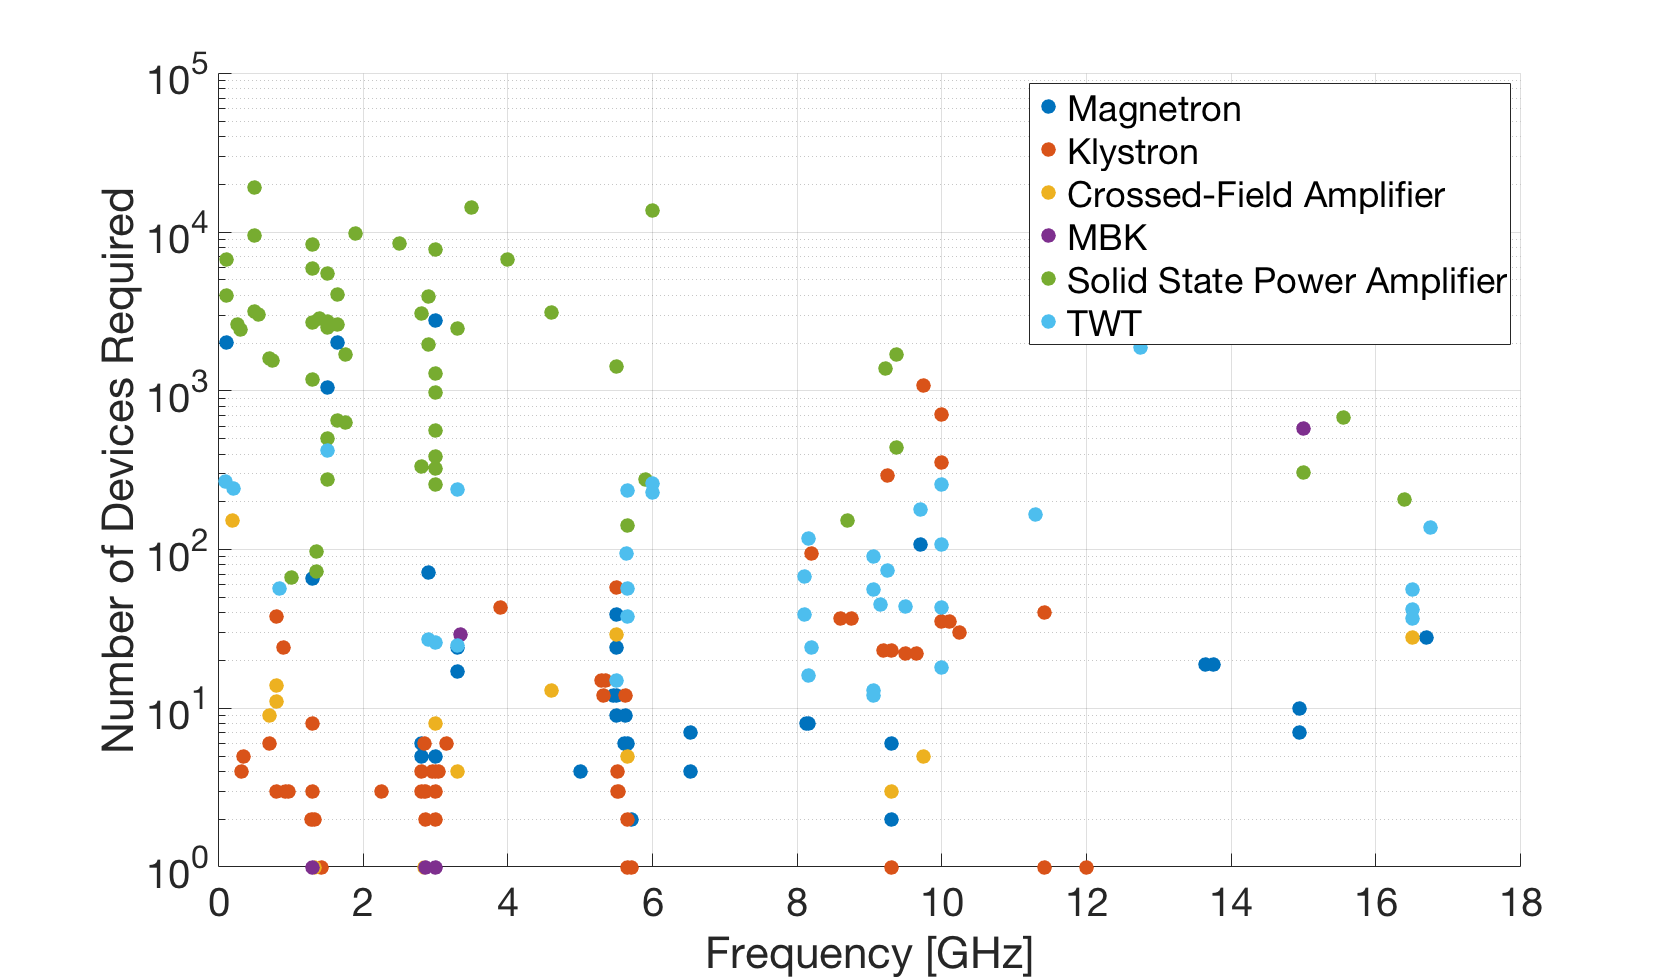 Number of Devices Required
10^5
10^4
10^3
10^2
10^1
10^0
Magnetron
Klystron
Crossed-Field Amplifier
MBK
Solid State Power Amplifier
TWT
0 2 4 6 8 10 12 14 16 18
Frequency [GHz]